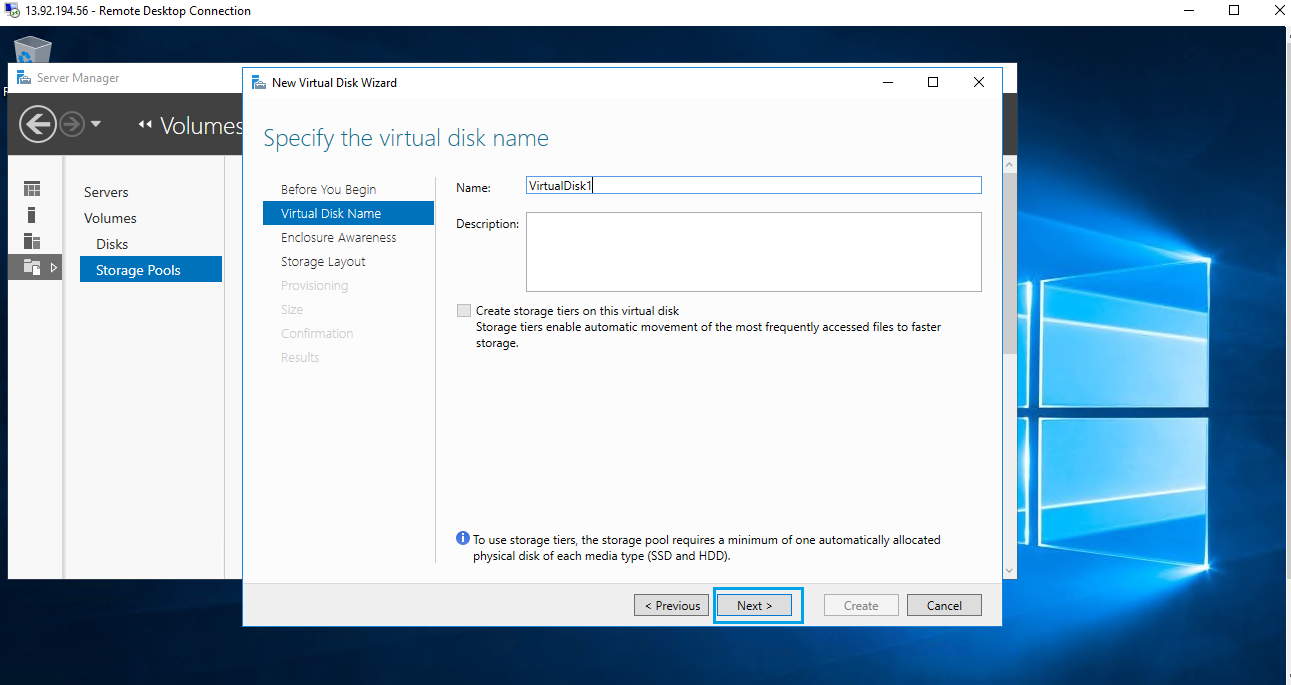 13.92.194.56 - Remote Desktop Connection
Server Manager
Volumes
Servers
Volumes
Disks
Storage Pools
New Virtual Disk Wizard
Specify the virtual disk name
Before You Begin
Virtual Disk Name
Enclosure Awareness
Storage Layout
Provisioning
Size
Confirmation
Results
Name:
VirtualDisk1
Description:
Create storage tiers on this virtual disk
Storage tiers enable automatic movement of the most frequently accessed files to faster
storage.
To use storage tiers, the storage pool requires a minimum of one automatically allocated
physical disk of each media type (SSD and HDD).
< Previous
Next >
Create
Cancel